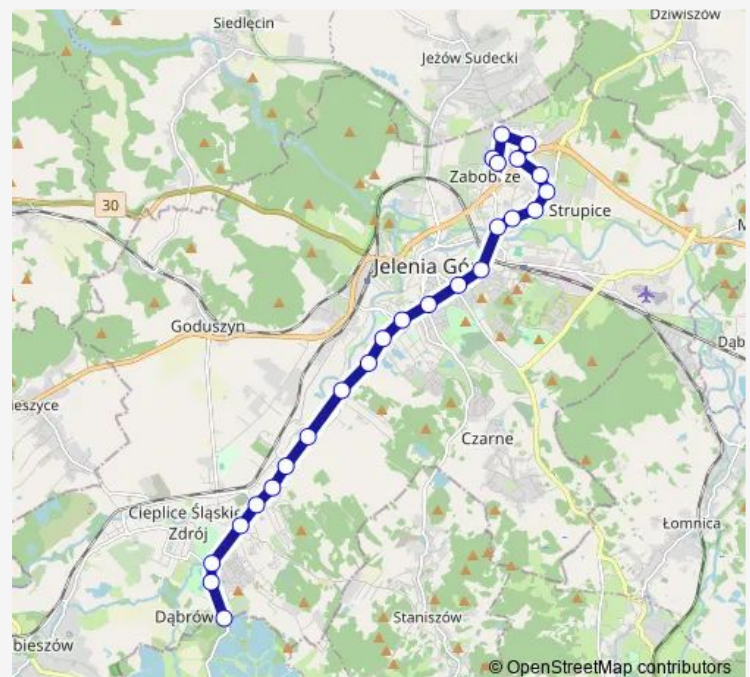 Dziwiszów
Siedlęcin
Jeżów Sudecki
Zabobrze
30
Strupice
Jelenia Gó
Goduszyn
Dąb
ieszyce
Czarne
Cieplice Śląskie
Zdrój
Łomnica
Dąbrów
Staniszów
bieszów
© OpenStreetMap contributors